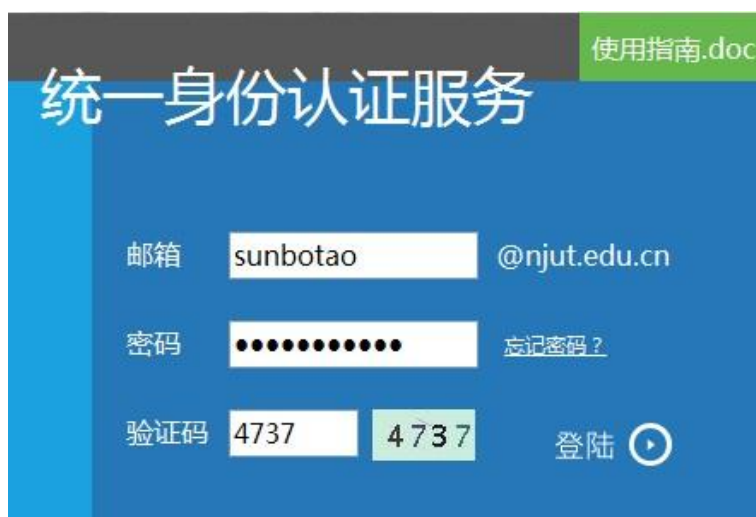 使用指南.doc
统一身份认证服务
邮箱 sunbotao @njut.edu.cn
密码 ●●●●●●●●●●● 忘记密码？
验证码 4737 4737 登陆